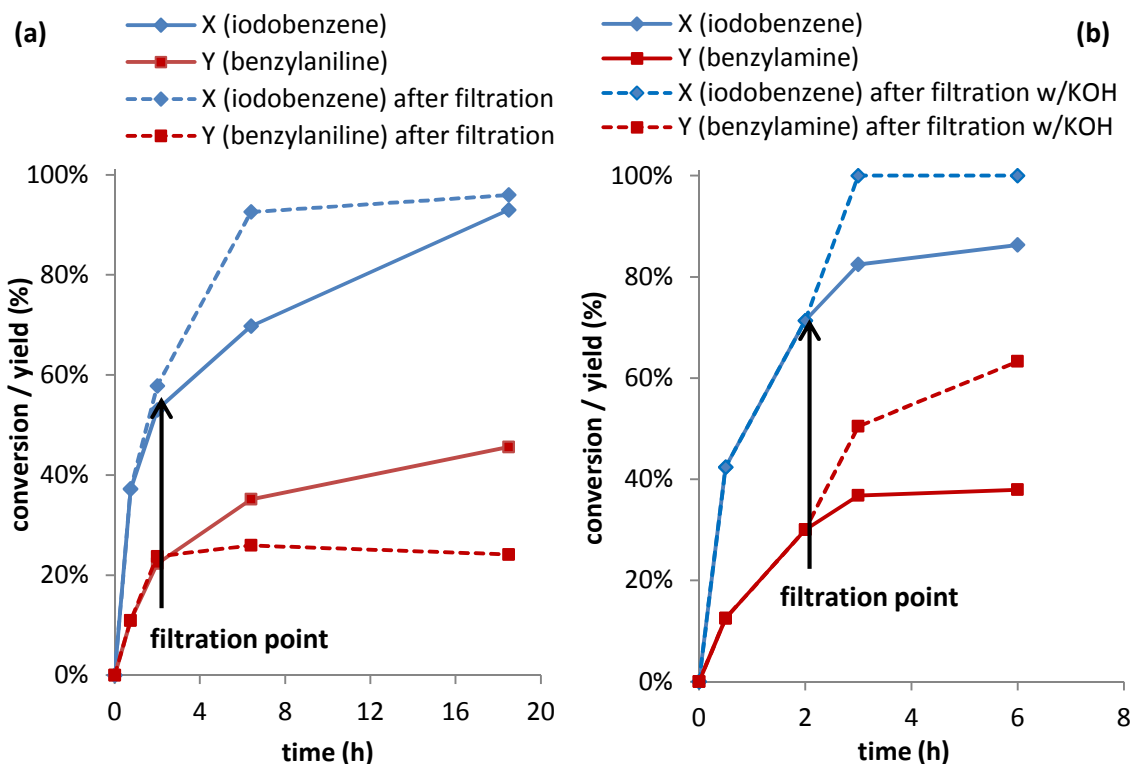 (a)
X (iodobenzene)
Y (benzylaniline)
X (iodobenzene) after filtration
Y (benzylaniline) after filtration
100%
80%
60%
40%
20%
0%
conversion / yield (%)
filtration point
0 4 8 12 16 20
time (h)
(b)
X (iodobenzene)
Y (benzylamine)
X (iodobenzene) after filtration w/KOH
Y (benzylamine) after filtration w/KOH
100%
80%
60%
40%
20%
0%
conversion / yield (%)
filtration point
0 2 4 6 8
time (h)